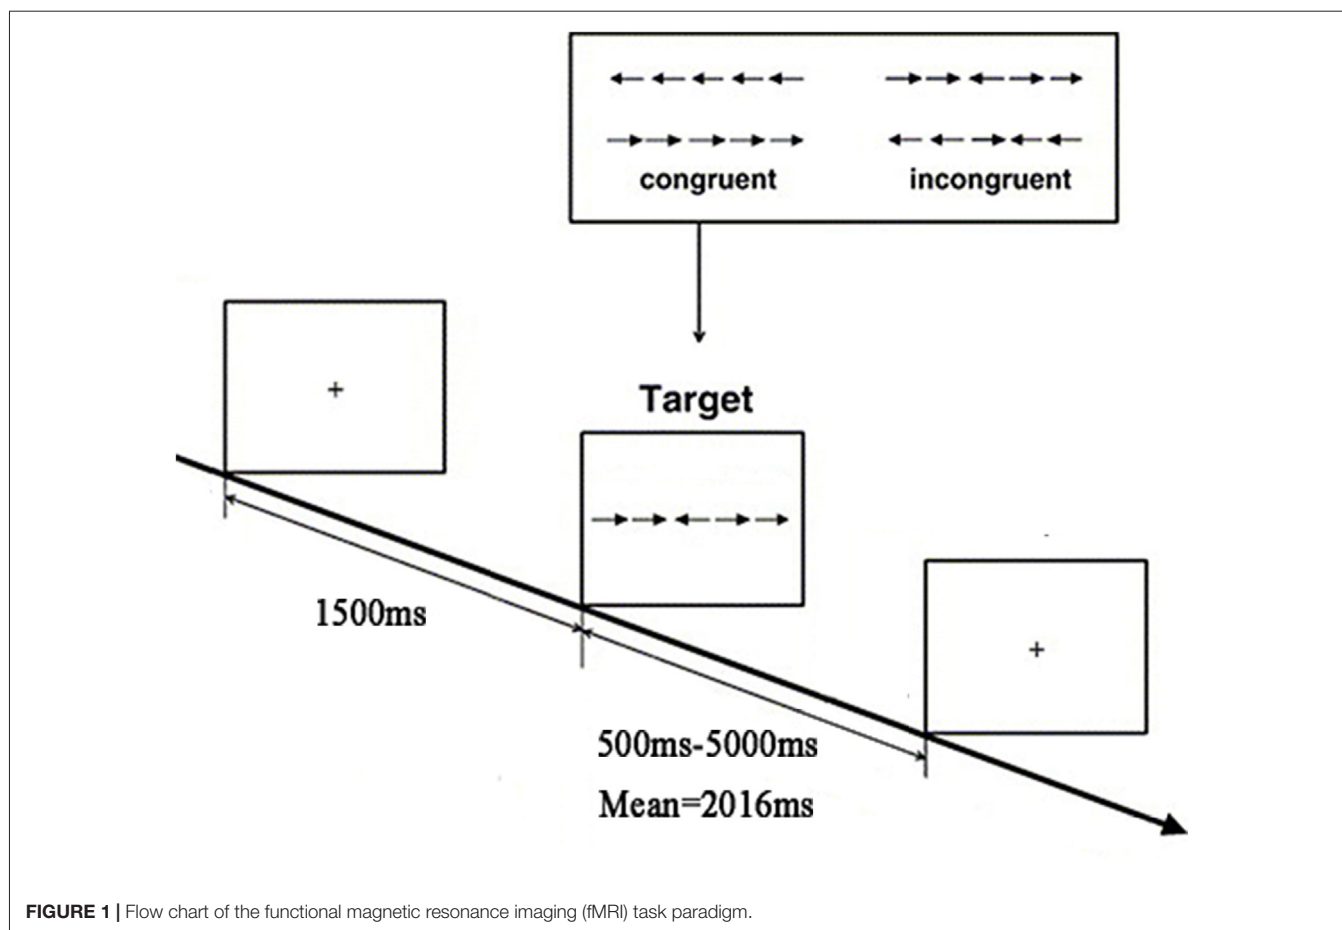 congruent incongruent
Target
1500ms
500ms-5000ms
Mean=2016ms
FIGURE 1 | Flow chart of the functional magnetic resonance imaging (fMRI) task paradigm.